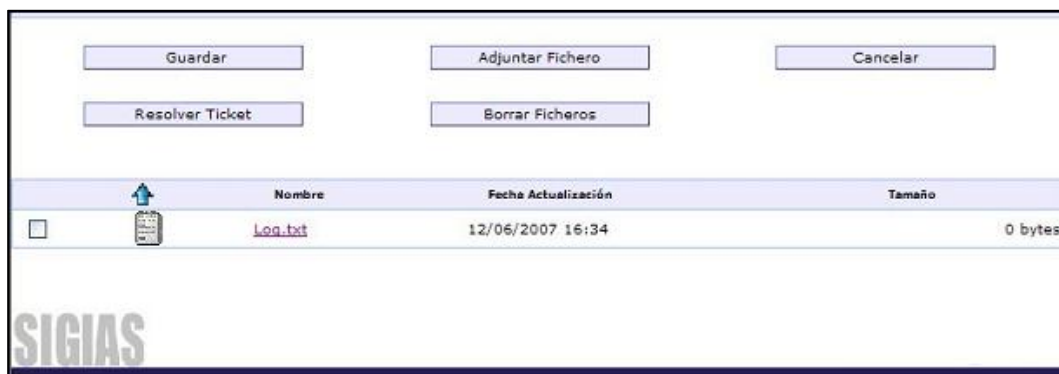 Guardar Adjuntar Fichero Cancelar
Resolver Ticket Borrar Ficheros
Nombre Fecha Actualización Tamaño
Log.txt 12/06/2007 16:34 0 bytes
SIGIAS